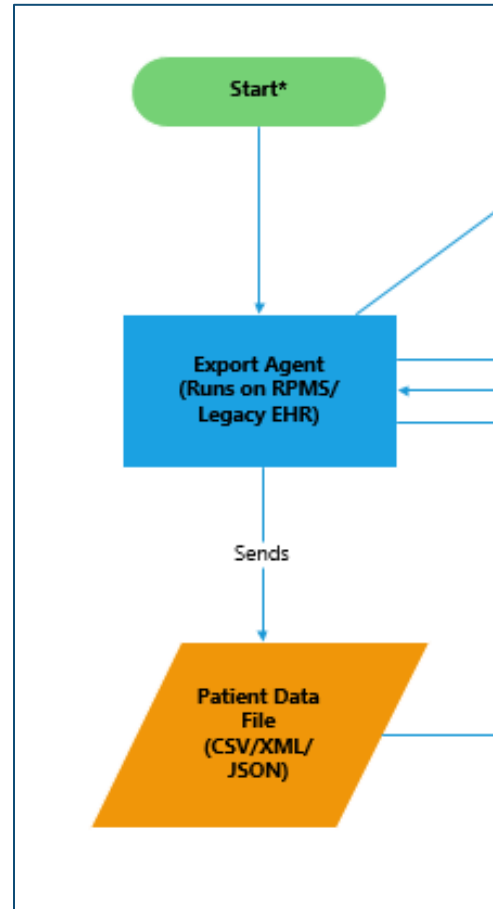 Start*
Export Agent
(Runs on RPMS/
Legacy EHR)
Sends
Patient Data
File
(CSV/XML/
JSON)